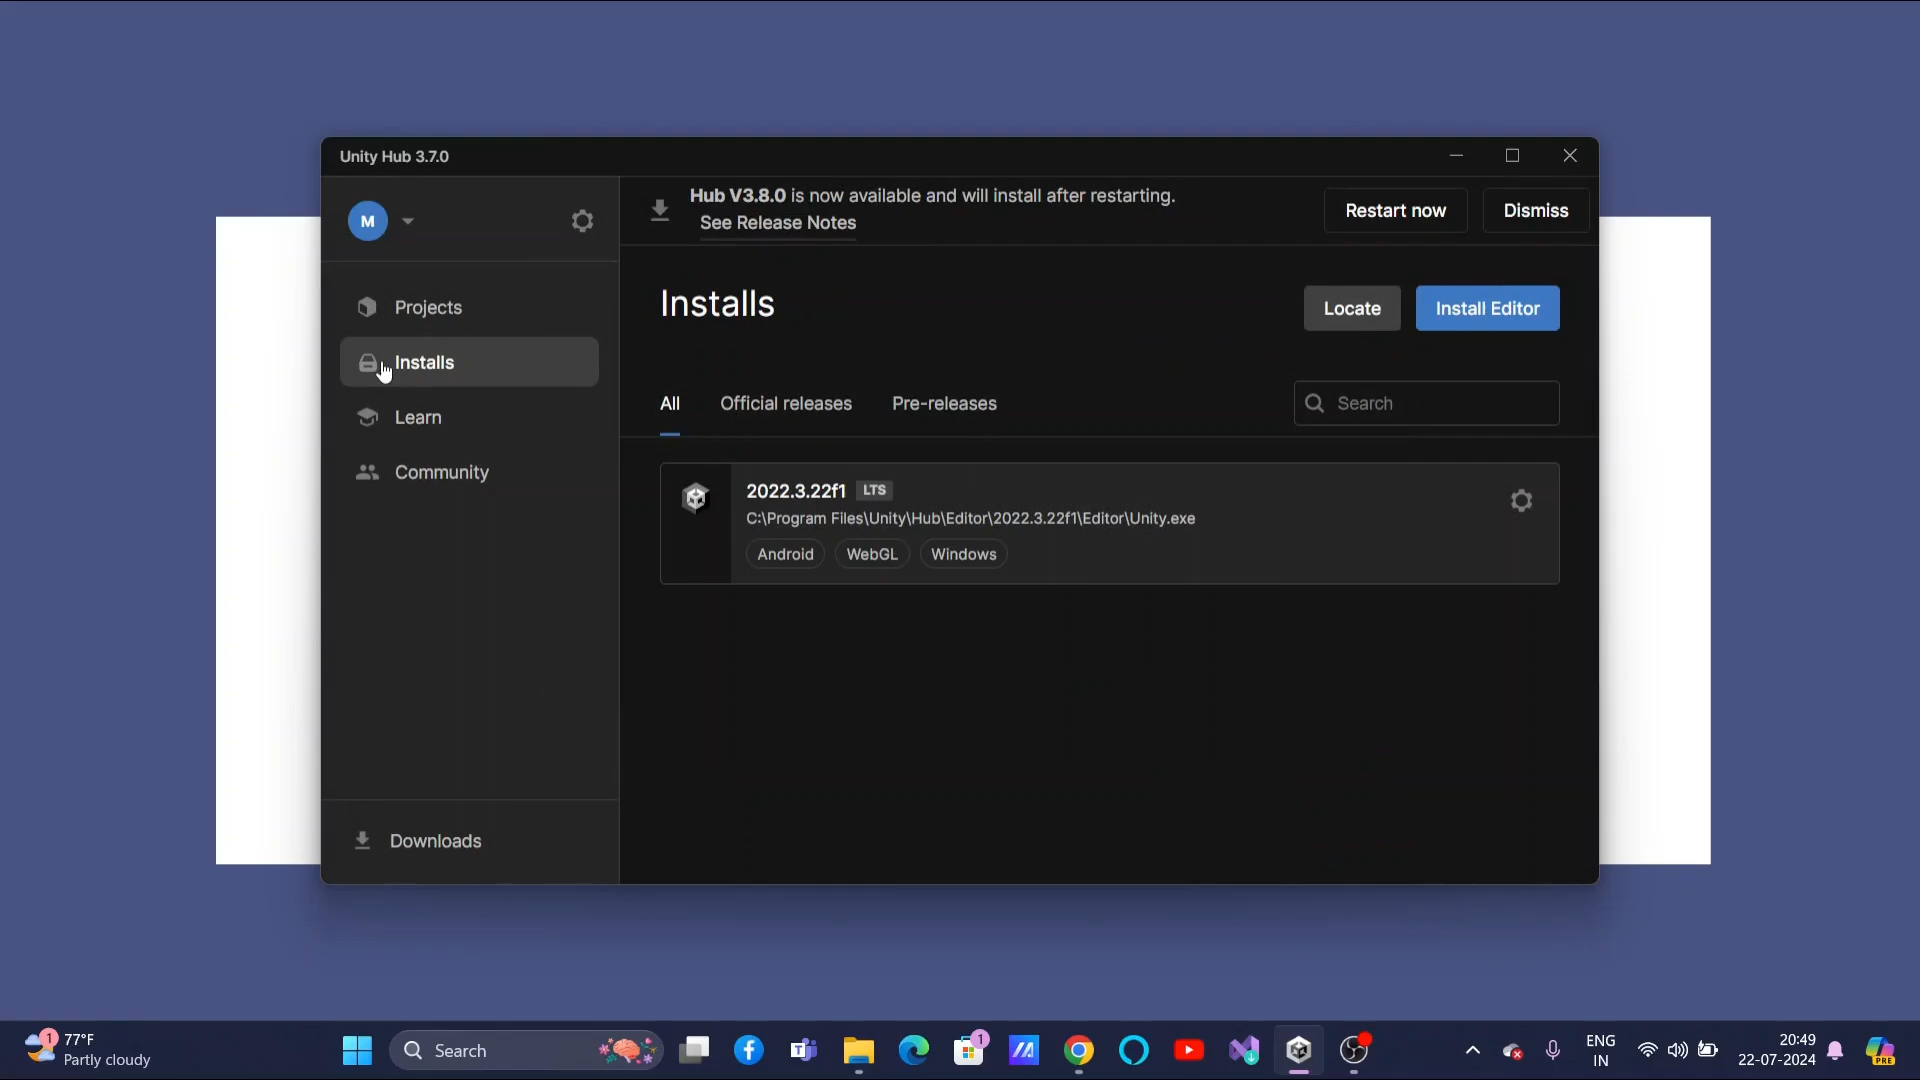 Unity Hub 3.7.0
M
Hub V3.8.0 is now available and will install after restarting.
See Release Notes
Restart now
Dismiss
Projects
Installs
Learn
Community
Downloads
Installs
Locate
Install Editor
All
Official releases
Pre-releases
Search
2022.3.22f1 LTS
C:\Program Files\Unity\Hub\Editor\2022.3.22f1\Editor\Unity.exe
Android
WebGL
Windows
1
77°F
Partly cloudy
Search
1
ENG
IN
20:49
22-07-2024
PRE